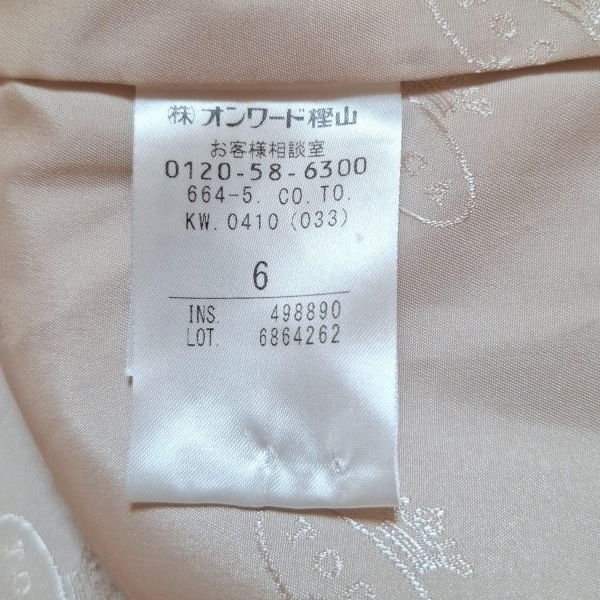 (株)オンワード樫山
お客様相談室
0120-58-6300
664-5. CO.TO.
KW.0410(033)
6
INS. 498890
LOT. 6864262